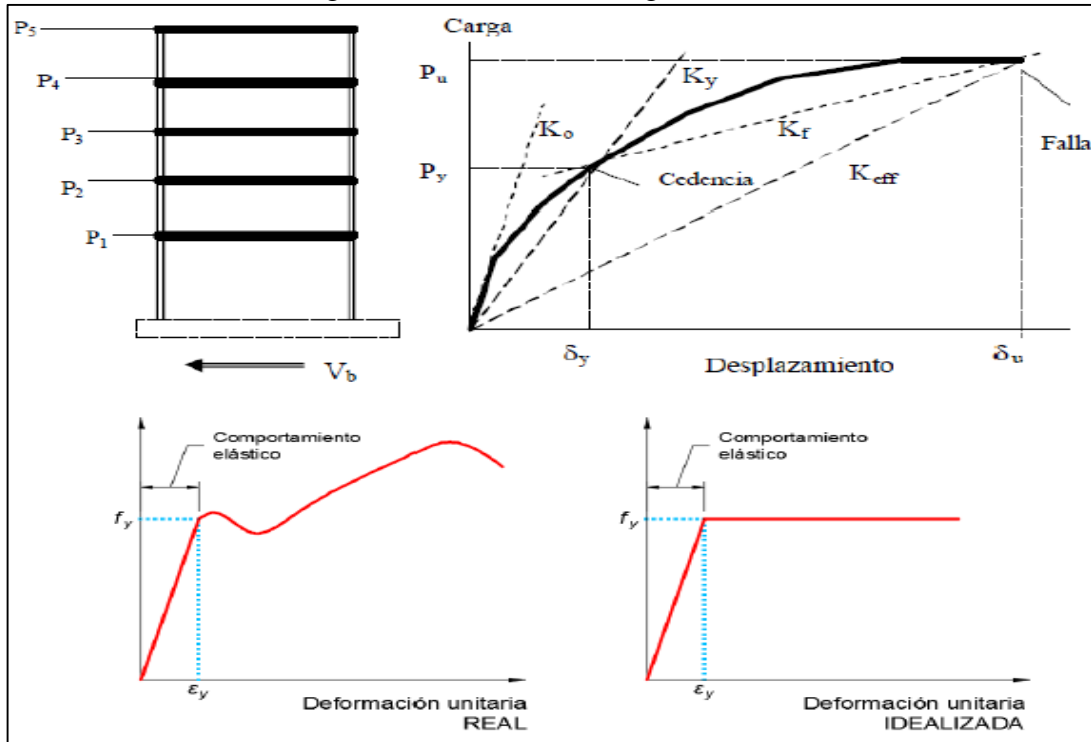 P5
P4
P3
P2
P1
Vb
Carga
Pu
Py
Ko
Ky
Kf
Keff
Cedencia
Falla
δy
Desplazamiento
δu
Comportamiento
elástico
fy
εy
Deformación unitaria
REAL
Comportamiento
elástico
fy
εy
Deformación unitaria
IDEALIZADA